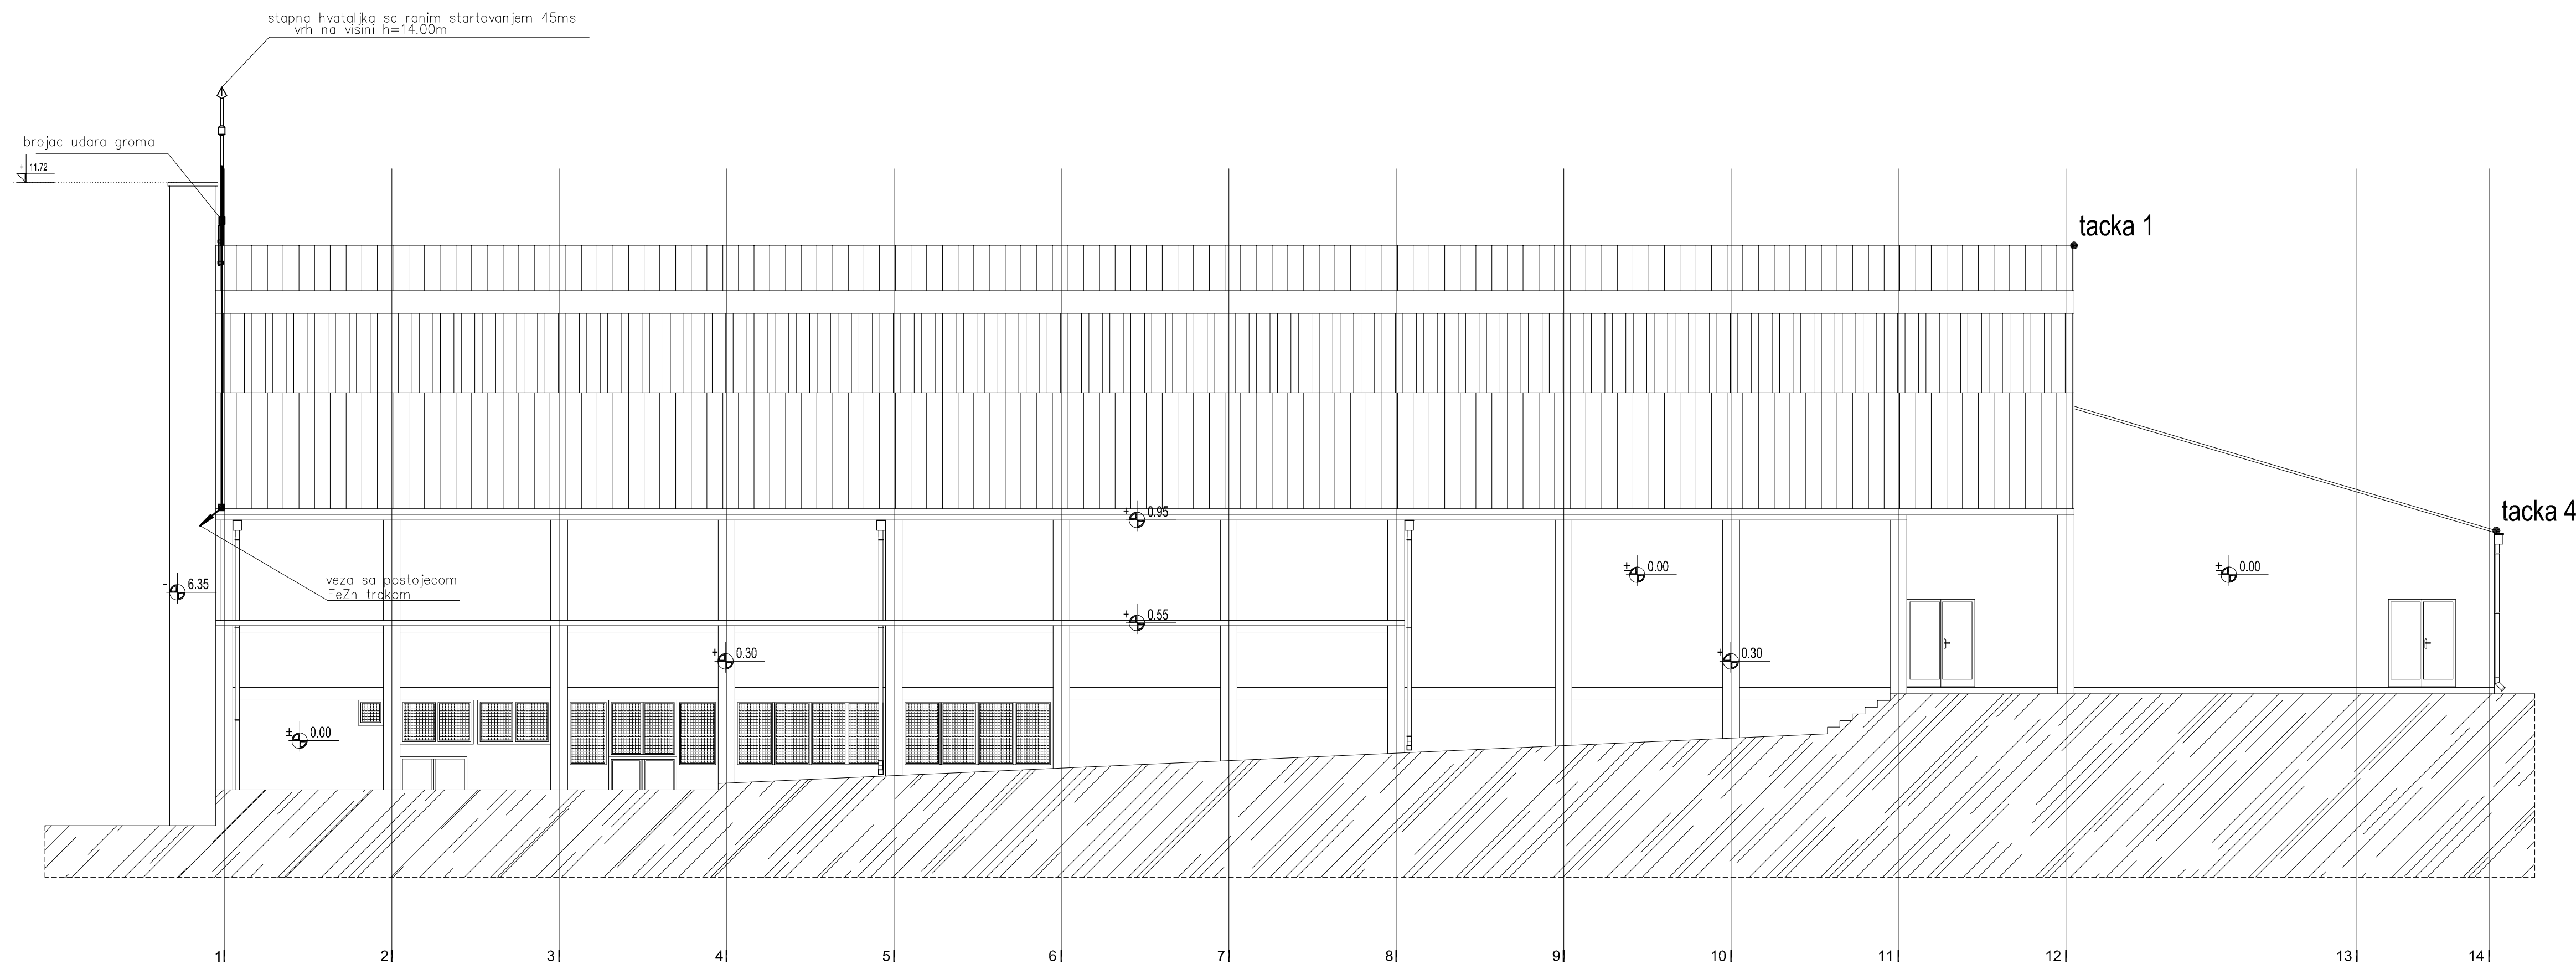 stapna hvataljka sa ranim startovanjem 45ms
vrh na visini h=14.00m
brojac udara groma
+ 11.72
tacka 1
tacka 4
+ 0.95
± 0.00
± 0.00
veza sa postojecom
FeZn trakom
- 6.35
+ 0.55
+ 0.30
+ 0.30
± 0.00
1 2 3 4 5 6 7 8 9 10 11 12 13 14